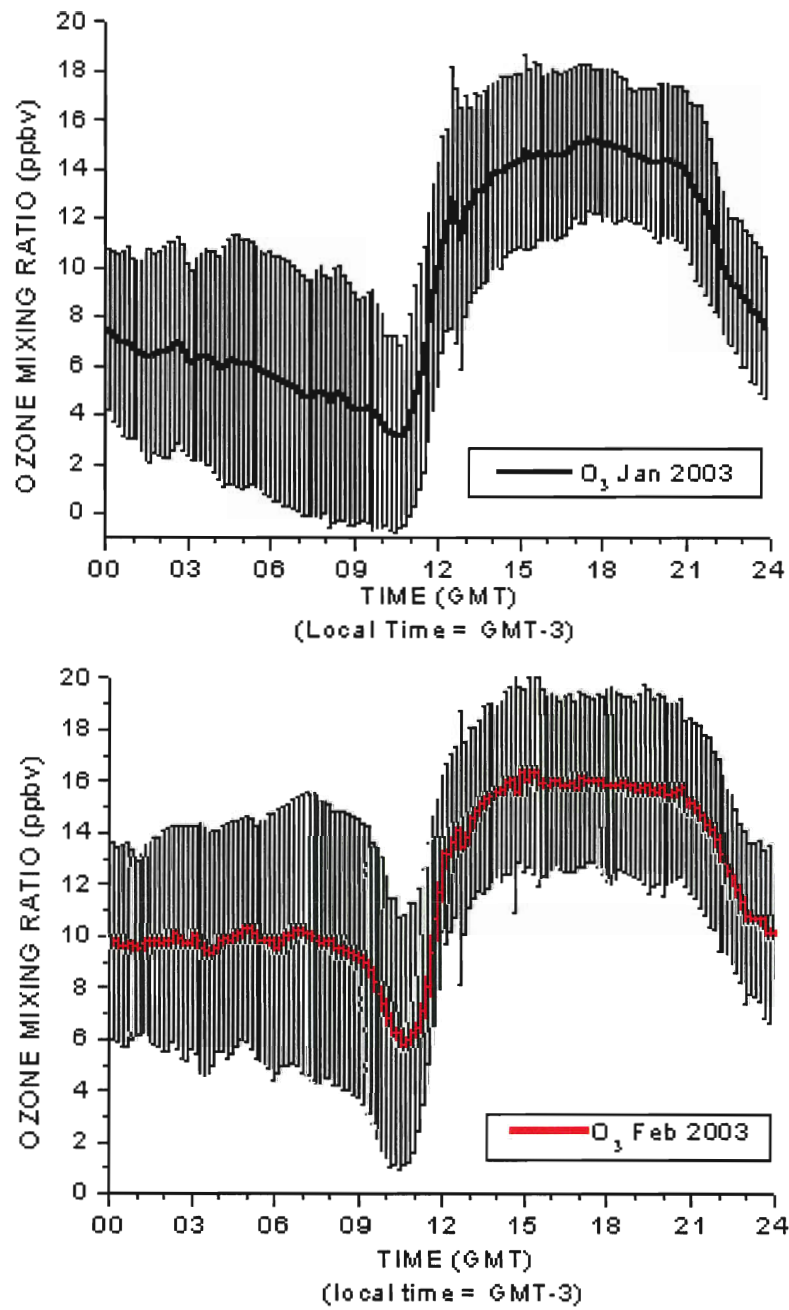 20
18
16
14
12
10
8
6
4
2
0
OZONE MIXING RATIO (ppbv)
O3 Jan 2003
00 03 06 09 12 15 18 21 24
TIME (GMT)
(Local Time = GMT-3)
20
18
16
14
12
10
8
6
4
2
0
OZONE MIXING RATIO (ppbv)
O3 Feb 2003
00 03 06 09 12 15 18 21 24
TIME (GMT)
(local time = GMT-3)